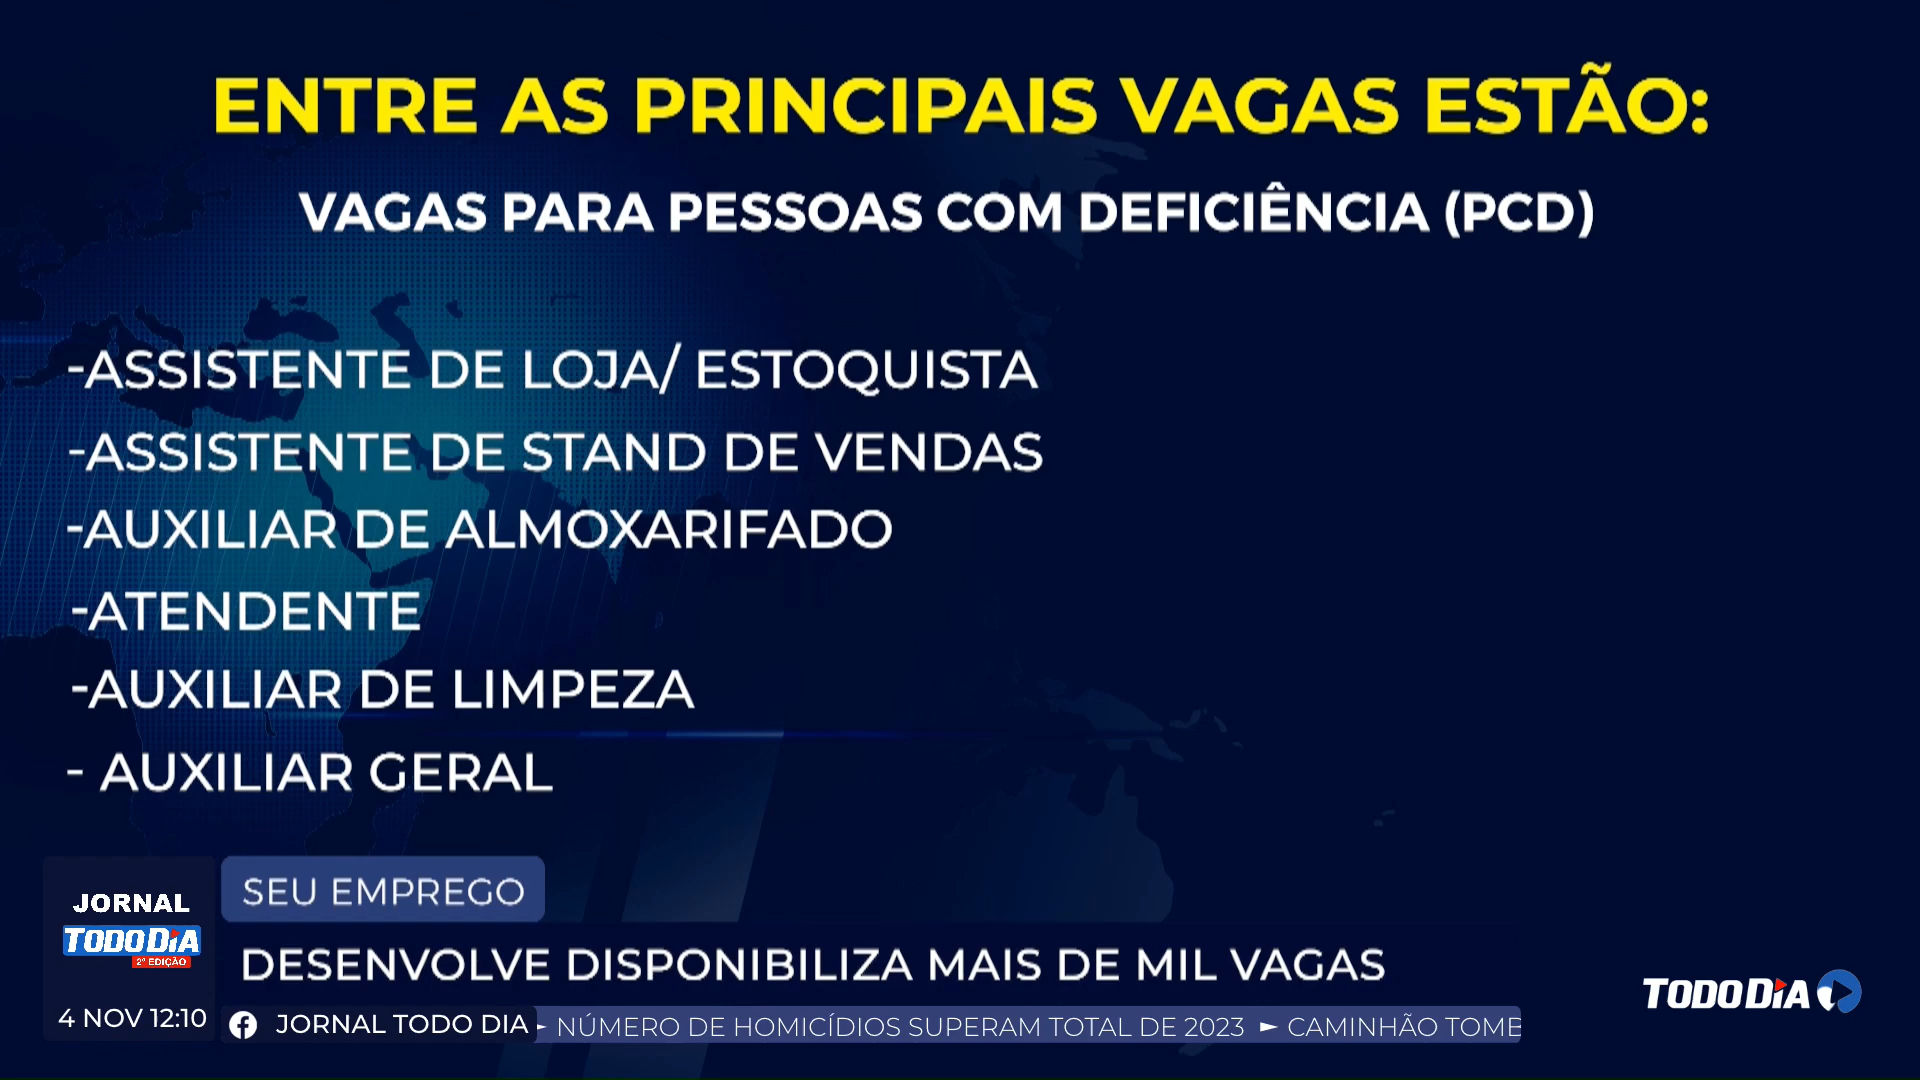 ENTRE AS PRINCIPAIS VAGAS ESTÃO:
VAGAS PARA PESSOAS COM DEFICIÊNCIA (PCD)
-ASSISTENTE DE LOJA/ ESTOQUISTA
-ASSISTENTE DE STAND DE VENDAS
-AUXILIAR DE ALMOXARIFADO
-ATENDENTE
-AUXILIAR DE LIMPEZA
- AUXILIAR GERAL
SEU EMPREGO
JORNAL
TODO DIA
2ª EDIÇÃO
DESENVOLVE DISPONIBILIZA MAIS DE MIL VAGAS
TODO DIA
4 NOV 12:10
JORNAL TODO DIA
► NÚMERO DE HOMICÍDIOS SUPERAM TOTAL DE 2023 ► CAMINHÃO TOMB